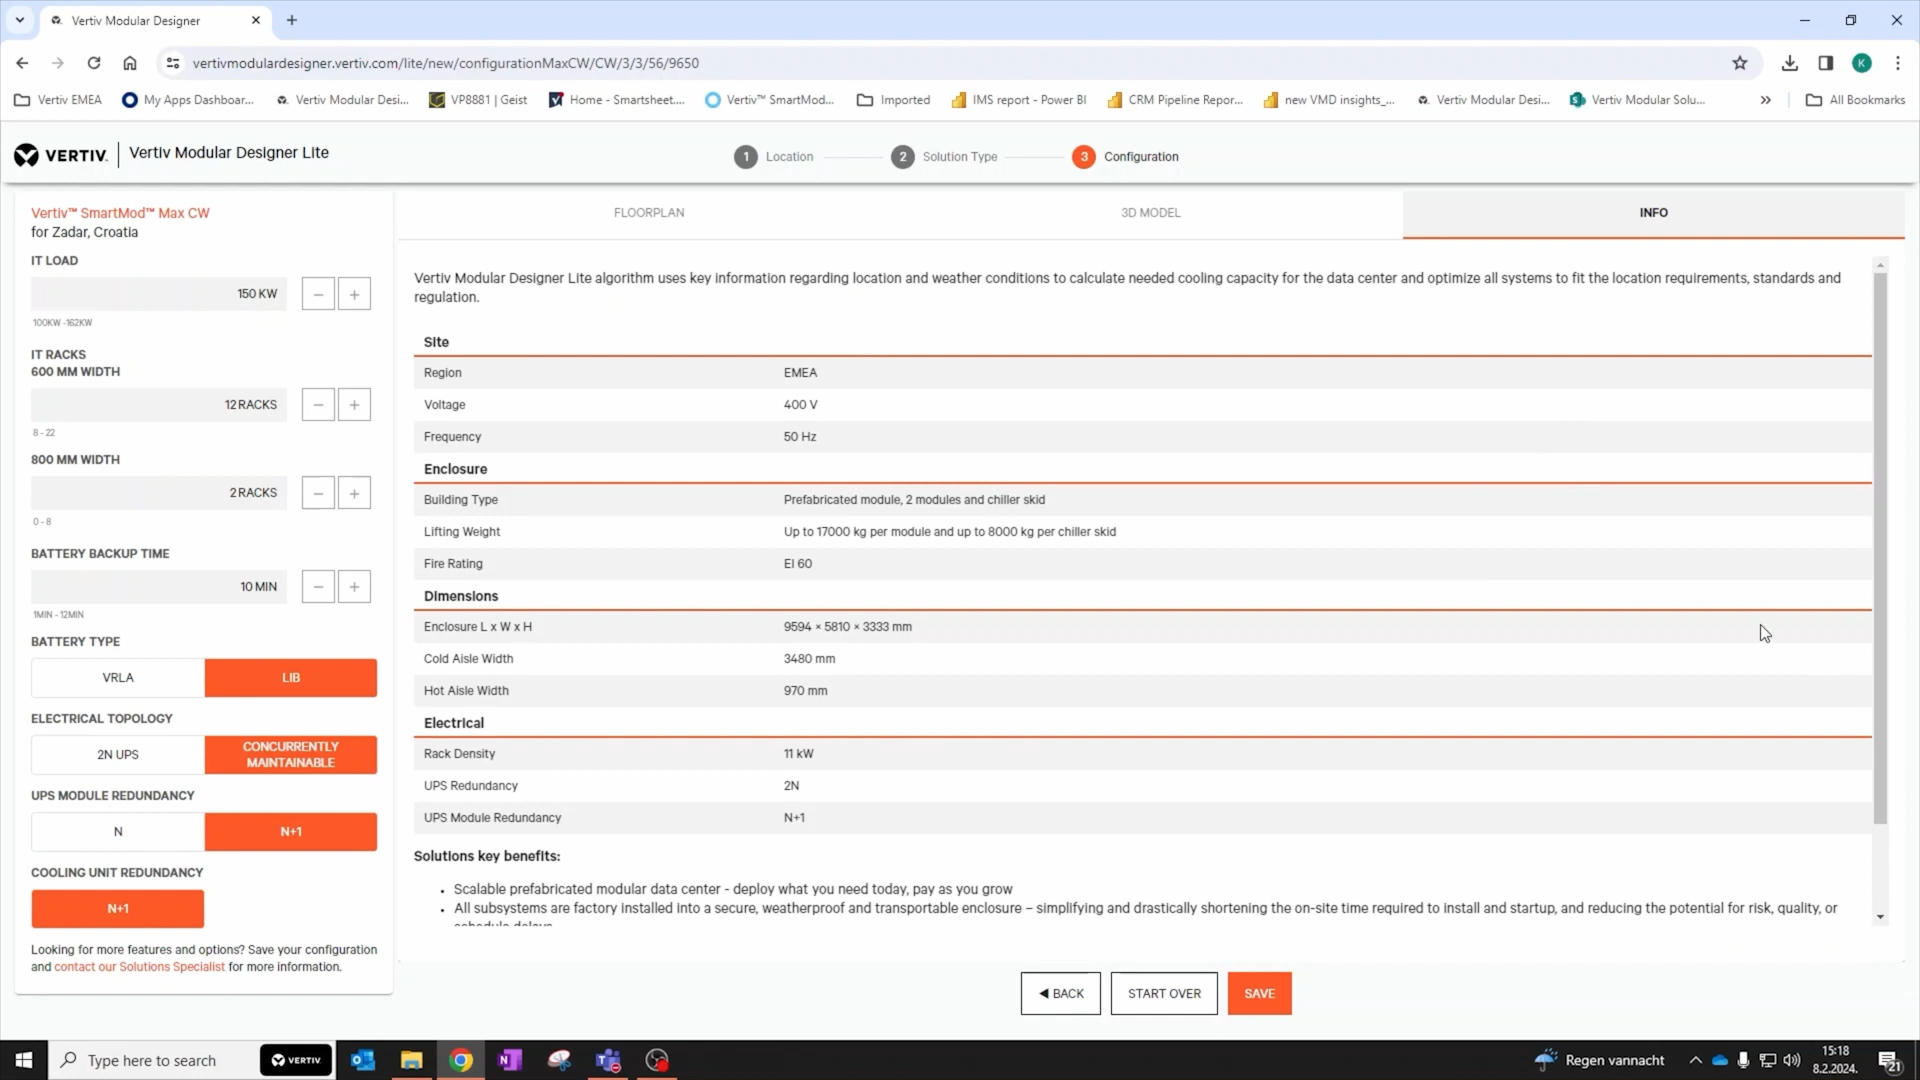 Vertiv Modular Designer
vertivmodulardesigner.vertiv.com/lite/new/configurationMaxCW/CW/3/3/56/9650
K
Vertiv EMEA
My Apps Dashboar...
Vertiv Modular Desi...
VP8881 | Geist
Home - Smartsheet....
Vertiv™ SmartMod...
Imported
IMS report - Power BI
CRM Pipeline Repor...
new VMD insights_...
Vertiv Modular Desi...
Vertiv Modular Solu...
»
All Bookmarks
VERTIV.
Vertiv Modular Designer Lite
1 Location
2 Solution Type
3 Configuration
Vertiv™ SmartMod™ Max CW
for Zadar, Croatia
IT LOAD
150 KW
− +
100KW -162KW
IT RACKS
600 MM WIDTH
12 RACKS
− +
8 - 22
800 MM WIDTH
2 RACKS
− +
0 - 8
BATTERY BACKUP TIME
10 MIN
− +
1MIN - 12MIN
BATTERY TYPE
VRLA
LIB
ELECTRICAL TOPOLOGY
2N UPS
CONCURRENTLY
MAINTAINABLE
UPS MODULE REDUNDANCY
N
N+1
COOLING UNIT REDUNDANCY
N+1
Looking for more features and options? Save your configuration
and contact our Solutions Specialist for more information.
FLOORPLAN
3D MODEL
INFO
Vertiv Modular Designer Lite algorithm uses key information regarding location and weather conditions to calculate needed cooling capacity for the data center and optimize all systems to fit the location requirements, standards and
regulation.
Site
Region EMEA
Voltage 400 V
Frequency 50 Hz
Enclosure
Building Type Prefabricated module, 2 modules and chiller skid
Lifting Weight Up to 17000 kg per module and up to 8000 kg per chiller skid
Fire Rating EI 60
Dimensions
Enclosure L x W x H 9594 × 5810 × 3333 mm
Cold Aisle Width 3480 mm
Hot Aisle Width 970 mm
Electrical
Rack Density 11 kW
UPS Redundancy 2N
UPS Module Redundancy N+1
Solutions key benefits:
• Scalable prefabricated modular data center - deploy what you need today, pay as you grow
• All subsystems are factory installed into a secure, weatherproof and transportable enclosure – simplifying and drastically shortening the on-site time required to install and startup, and reducing the potential for risk, quality, or
schedule delays
◀ BACK
START OVER
SAVE
Type here to search
VERTIV
Regen vannacht
15:18
8.2.2024.
21